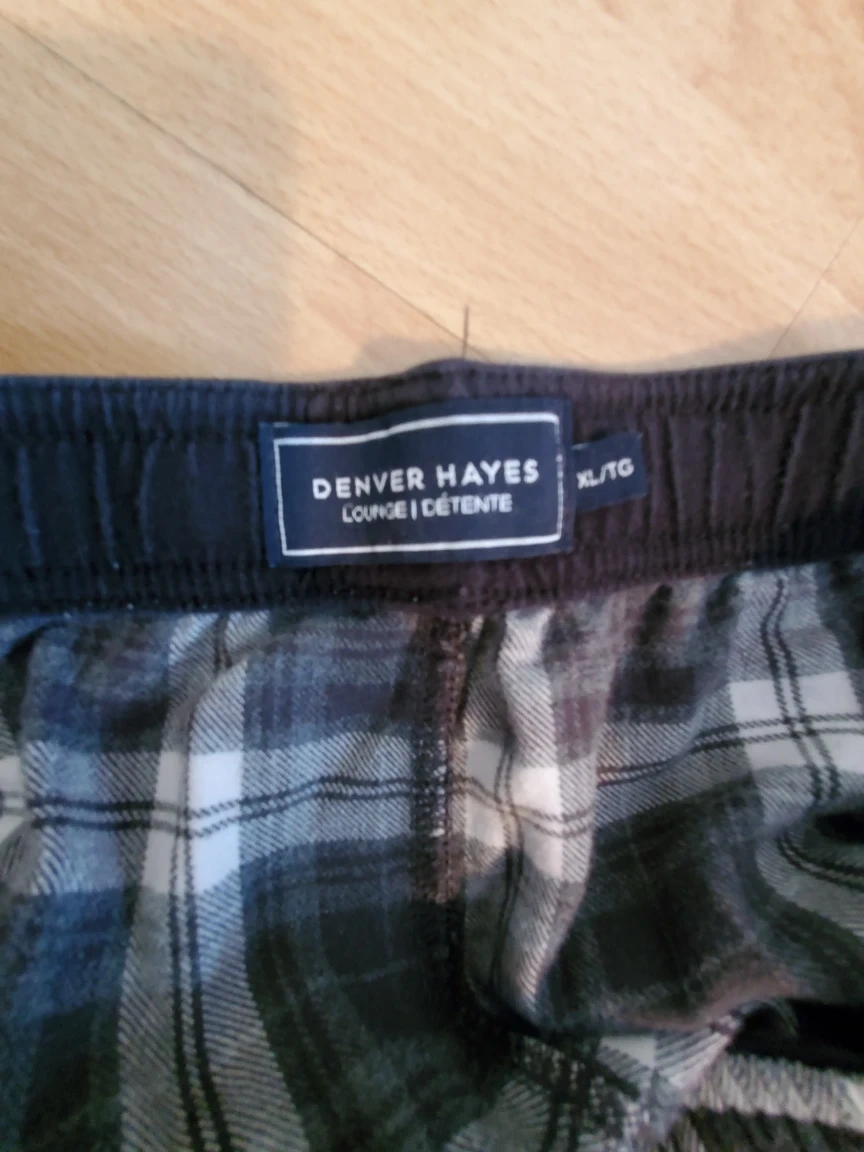 DENVER HAYES
LOUNGE | DÉTENTE
XL/TG